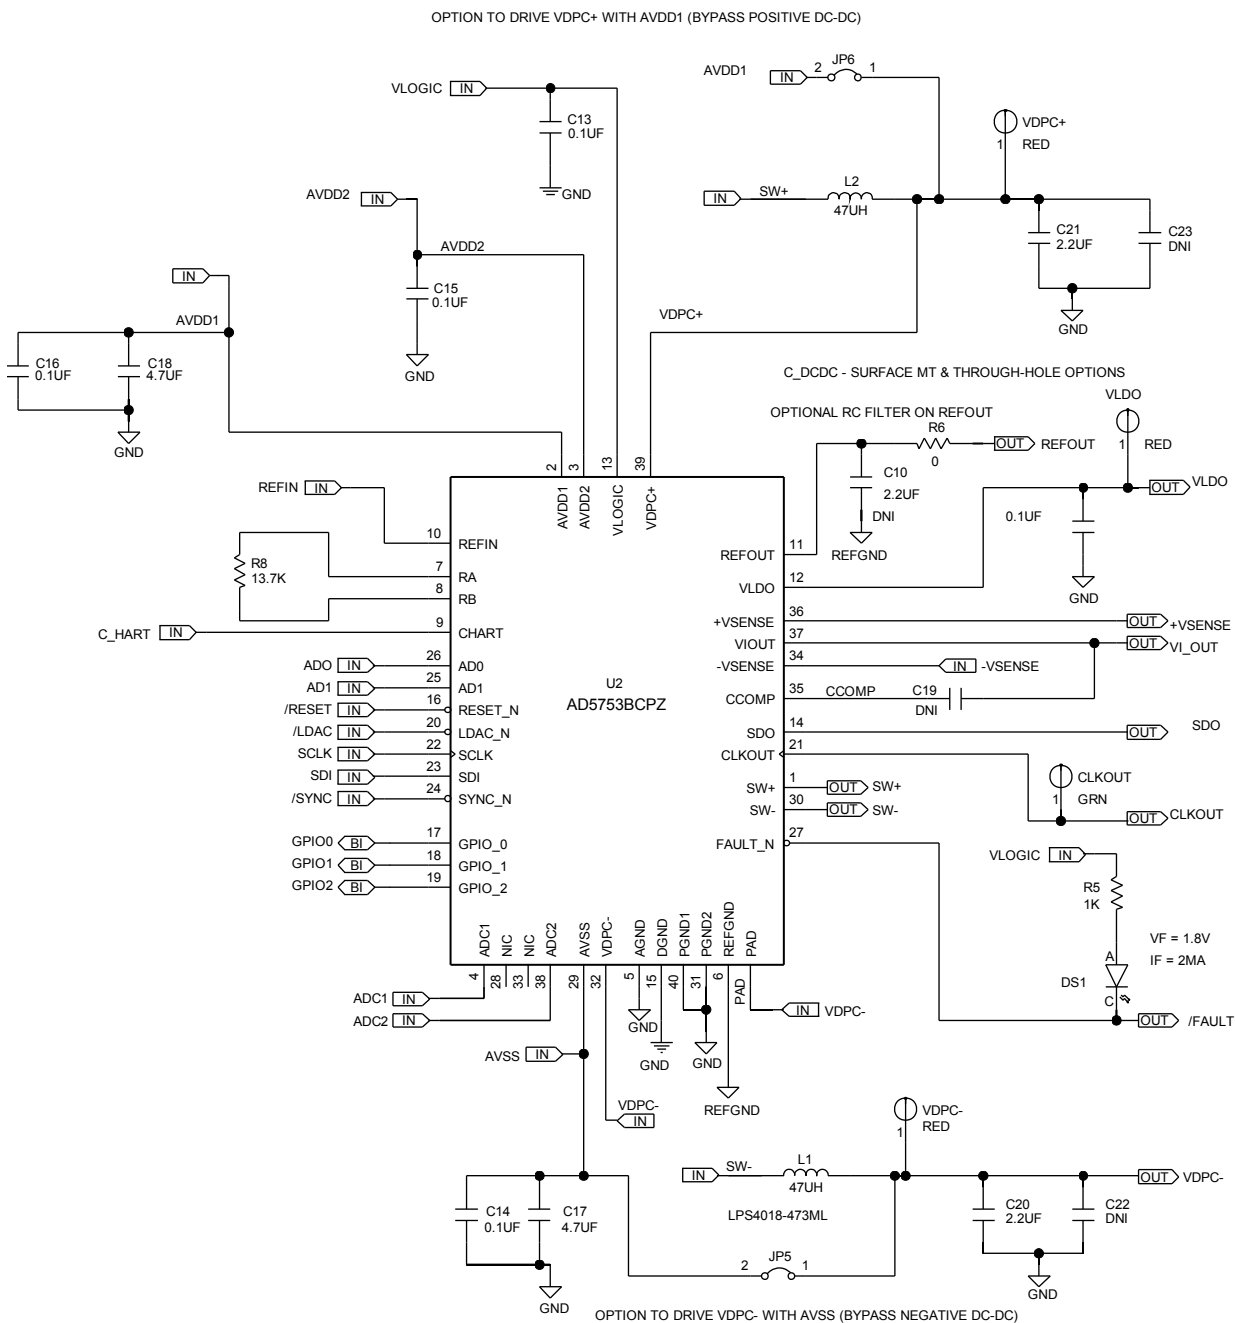 OPTION TO DRIVE VDPC+ WITH AVDD1 (BYPASS POSITIVE DC-DC)
AVDD1 IN 2 JP6 1
VLOGIC IN
C13
0.1UF
GND
VDPC+
1 RED
AVDD2 IN
AVDD2
IN SW+ L2
47UH
C21
2.2UF
C23
DNI
GND
IN
AVDD1
C15
0.1UF
GND
VDPC+
C16
0.1UF
C18
4.7UF
GND
C_DCDC - SURFACE MT & THROUGH-HOLE OPTIONS
VLDO
1 RED
OPTIONAL RC FILTER ON REFOUT
R6
0
OUT REFOUT
C10
2.2UF
DNI
REFGND
OUT VLDO
0.1UF
GND
2 3 13 39
AVDD1 AVDD2 VLOGIC VDPC+
REFIN IN
10 REFIN
R8
13.7K
7 RA
8 RB
C_HART IN 9 CHART
ADO IN 26 AD0
AD1 IN 25 AD1
/RESET IN 16 RESET_N
/LDAC IN 20 LDAC_N
SCLK IN 22 SCLK
SDI IN 23 SDI
/SYNC IN 24 SYNC_N
GPIO0 BI 17 GPIO_0
GPIO1 BI 18 GPIO_1
GPIO2 BI 19 GPIO_2
U2
AD5753BCPZ
REFOUT 11
VLDO 12
+VSENSE 36 OUT +VSENSE
VIOUT 37 OUT VI_OUT
-VSENSE 34 IN -VSENSE
CCOMP 35 CCOMP C19
DNI
SDO 14 OUT SDO
CLKOUT 21
CLKOUT
1 GRN
OUT CLKOUT
SW+ 1 OUT SW+
SW- 30 OUT SW-
FAULT_N 27
VLOGIC IN
R5
1K
VF = 1.8V
IF = 2MA
A
DS1
C
OUT /FAULT
ADC1 NIC NIC ADC2 AVSS VDPC- AGND DGND PGND1 PGND2 REFGND PAD
4 28 33 38 29 32 5 15 40 31 6 PAD
ADC1 IN
ADC2 IN
IN VDPC-
GND
GND
GND
REFGND
AVSS IN
VDPC-
IN
VDPC-
1 RED
IN SW- L1
47UH
LPS4018-473ML
OUT VDPC-
C14
0.1UF
C17
4.7UF
GND
C20
2.2UF
C22
DNI
GND
2 JP5 1
OPTION TO DRIVE VDPC- WITH AVSS (BYPASS NEGATIVE DC-DC)